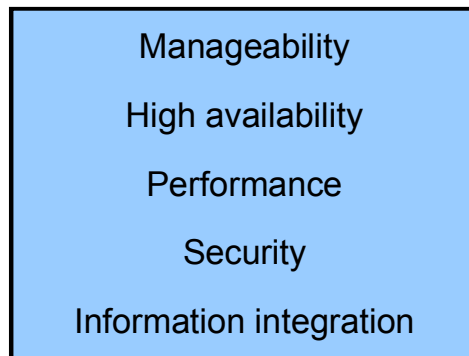 Manageability
High availability
Performance
Security
Information integration